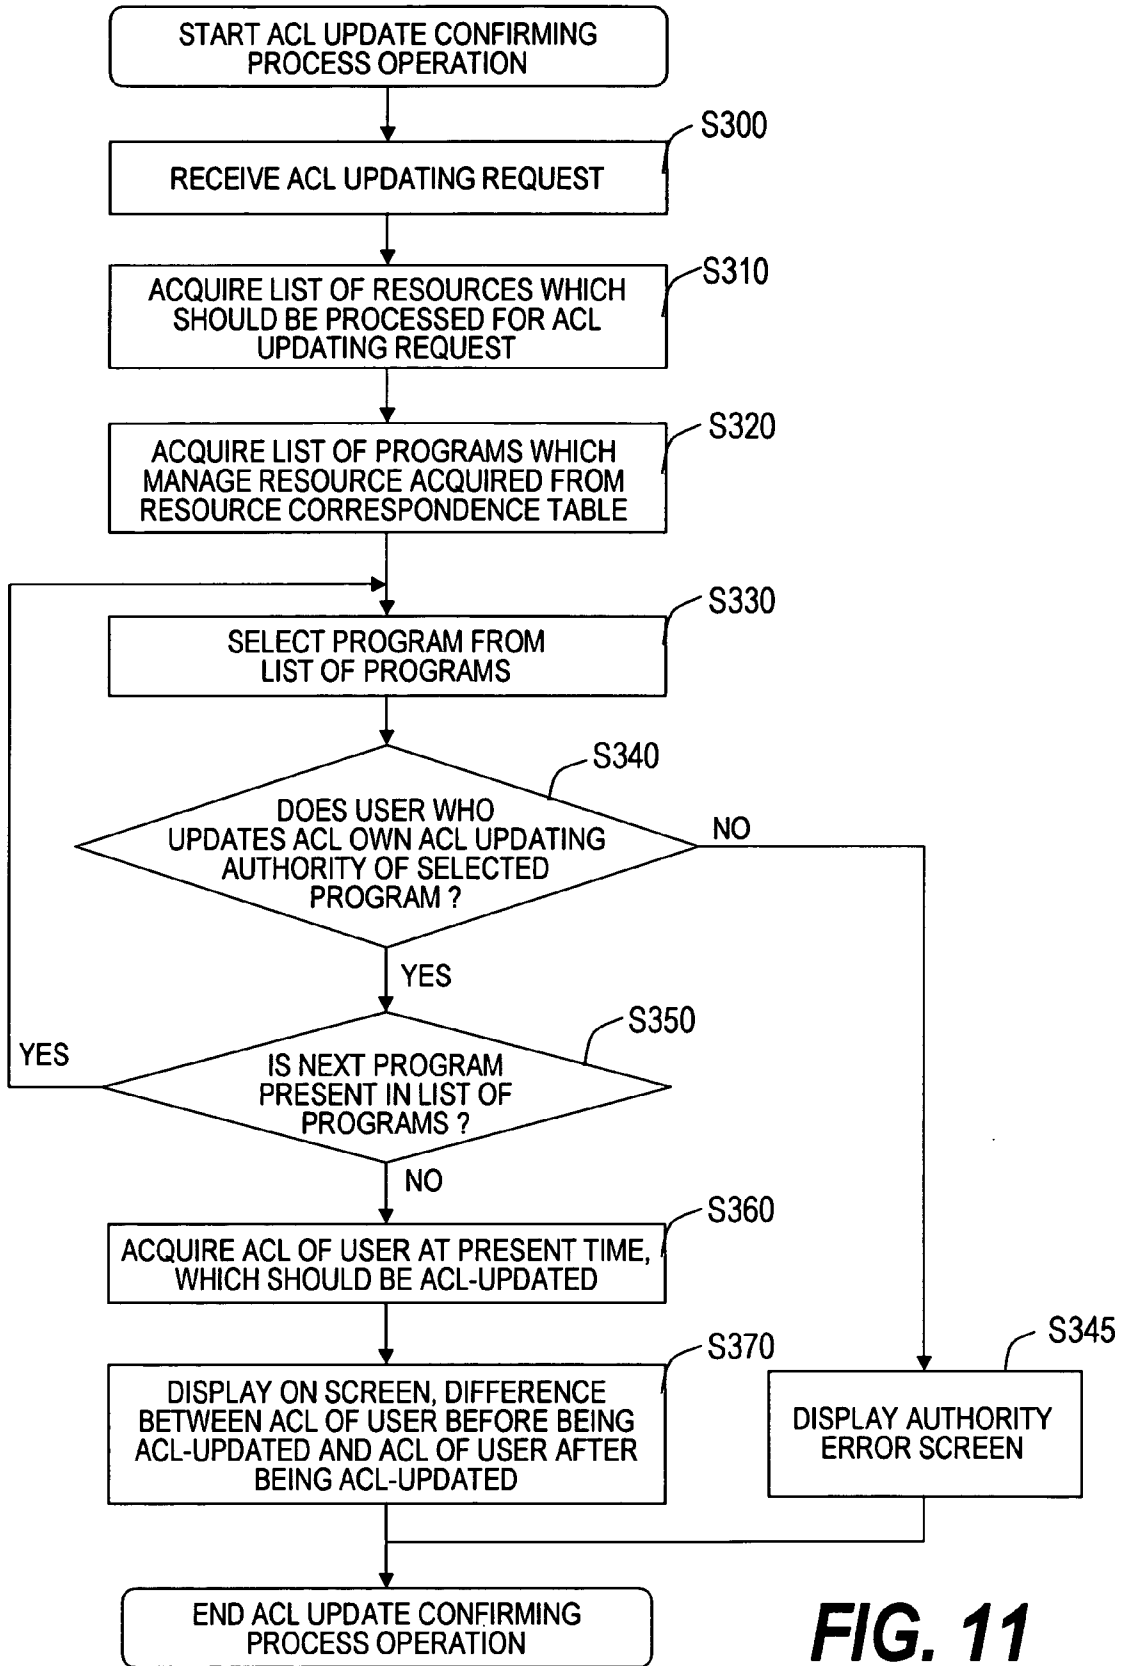 START ACL UPDATE CONFIRMING
PROCESS OPERATION
S300
RECEIVE ACL UPDATING REQUEST
S310
ACQUIRE LIST OF RESOURCES WHICH
SHOULD BE PROCESSED FOR ACL
UPDATING REQUEST
S320
ACQUIRE LIST OF PROGRAMS WHICH
MANAGE RESOURCE ACQUIRED FROM
RESOURCE CORRESPONDENCE TABLE
S330
SELECT PROGRAM FROM
LIST OF PROGRAMS
S340
DOES USER WHO
UPDATES ACL OWN ACL UPDATING
AUTHORITY OF SELECTED
PROGRAM ?
NO
YES
S350
YES
IS NEXT PROGRAM
PRESENT IN LIST OF
PROGRAMS ?
NO
S360
ACQUIRE ACL OF USER AT PRESENT TIME,
WHICH SHOULD BE ACL-UPDATED
S370
DISPLAY ON SCREEN, DIFFERENCE
BETWEEN ACL OF USER BEFORE BEING
ACL-UPDATED AND ACL OF USER AFTER
BEING ACL-UPDATED
S345
DISPLAY AUTHORITY
ERROR SCREEN
END ACL UPDATE CONFIRMING
PROCESS OPERATION
FIG. 11